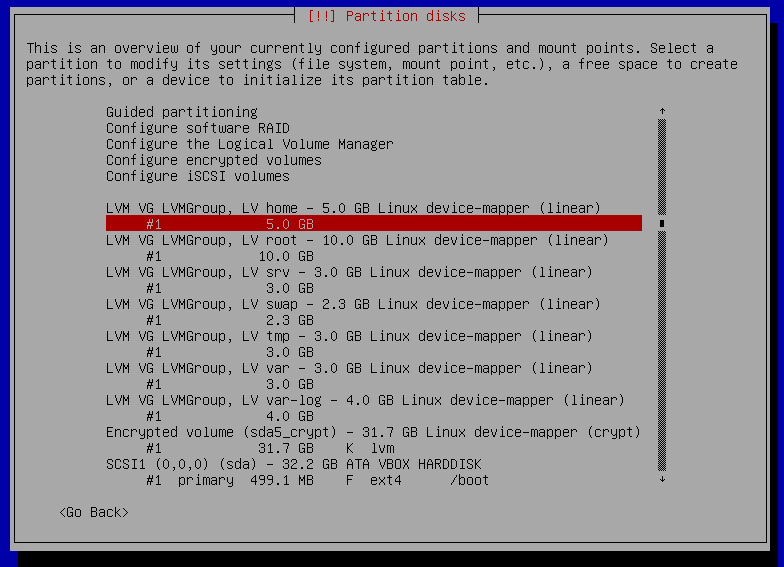 [!!] Partition disks
This is an overview of your currently configured partitions and mount points. Select a
partition to modify its settings (file system, mount point, etc.), a free space to create
partitions, or a device to initialize its partition table.
Guided partitioning
Configure software RAID
Configure the Logical Volume Manager
Configure encrypted volumes
Configure iSCSI volumes
LVM VG LVMGroup, LV home - 5.0 GB Linux device-mapper (linear)
#1 5.0 GB
LVM VG LVMGroup, LV root - 10.0 GB Linux device-mapper (linear)
#1 10.0 GB
LVM VG LVMGroup, LV srv - 3.0 GB Linux device-mapper (linear)
#1 3.0 GB
LVM VG LVMGroup, LV swap - 2.3 GB Linux device-mapper (linear)
#1 2.3 GB
LVM VG LVMGroup, LV tmp - 3.0 GB Linux device-mapper (linear)
#1 3.0 GB
LVM VG LVMGroup, LV var - 3.0 GB Linux device-mapper (linear)
#1 3.0 GB
LVM VG LVMGroup, LV var-log - 4.0 GB Linux device-mapper (linear)
#1 4.0 GB
Encrypted volume (sda5_crypt) - 31.7 GB Linux device-mapper (crypt)
#1 31.7 GB K lvm
SCSI1 (0,0,0) (sda) - 32.2 GB ATA VBOX HARDDISK
#1 primary 499.1 MB F ext4 /boot
<Go Back>